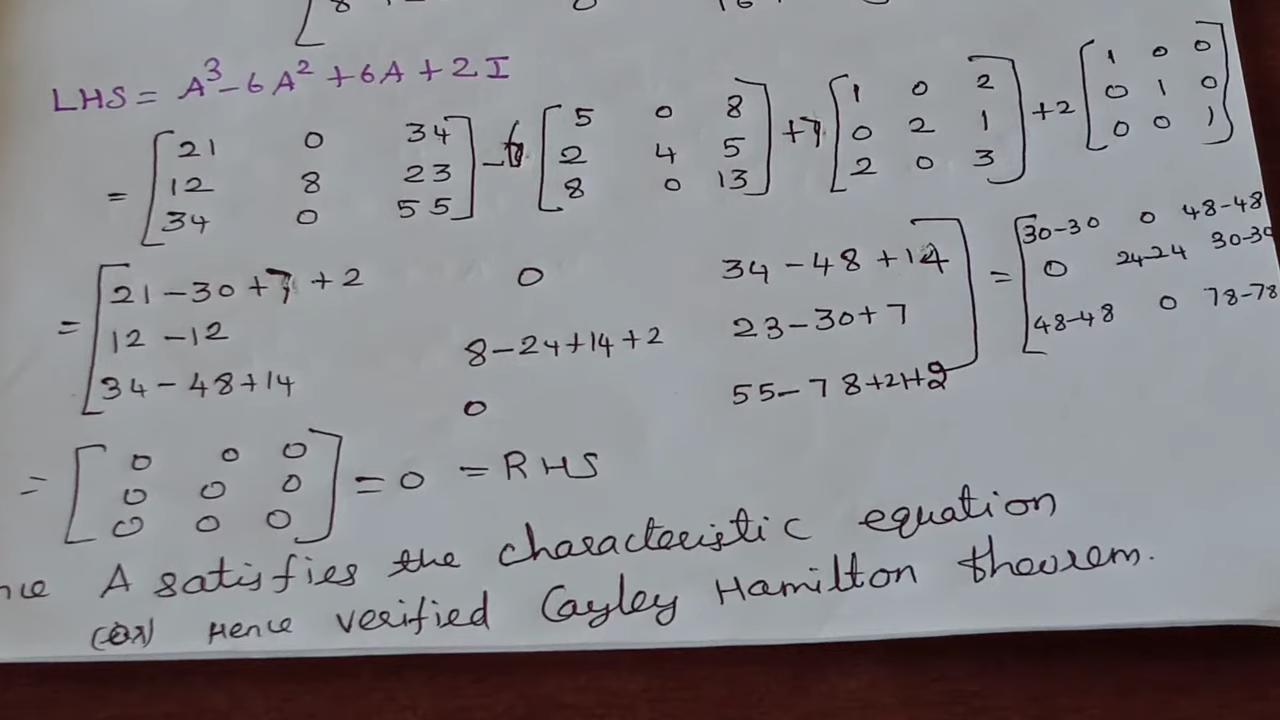 8 0 16
LHS = A³ - 6A² + 6A + 2I
= [21 0 34; 12 8 23; 34 0 55] - 6 [5 0 8; 2 4 5; 8 0 13] + 7 [1 0 2; 0 2 1; 2 0 3] + 2 [1 0 0; 0 1 0; 0 0 1]
= [21-30+7+2 0 34-48+14; 12-12 8-24+14+2 23-30+7; 34-48+14 0 55-78+21+2] = [30-30 0 48-48; 0 24-24 30-30; 48-48 0 78-78
= [0 0 0; 0 0 0; 0 0 0] = 0 = RHS
nce A satisfies the characteristic equation
(or) Hence verified Cayley Hamilton theorem.